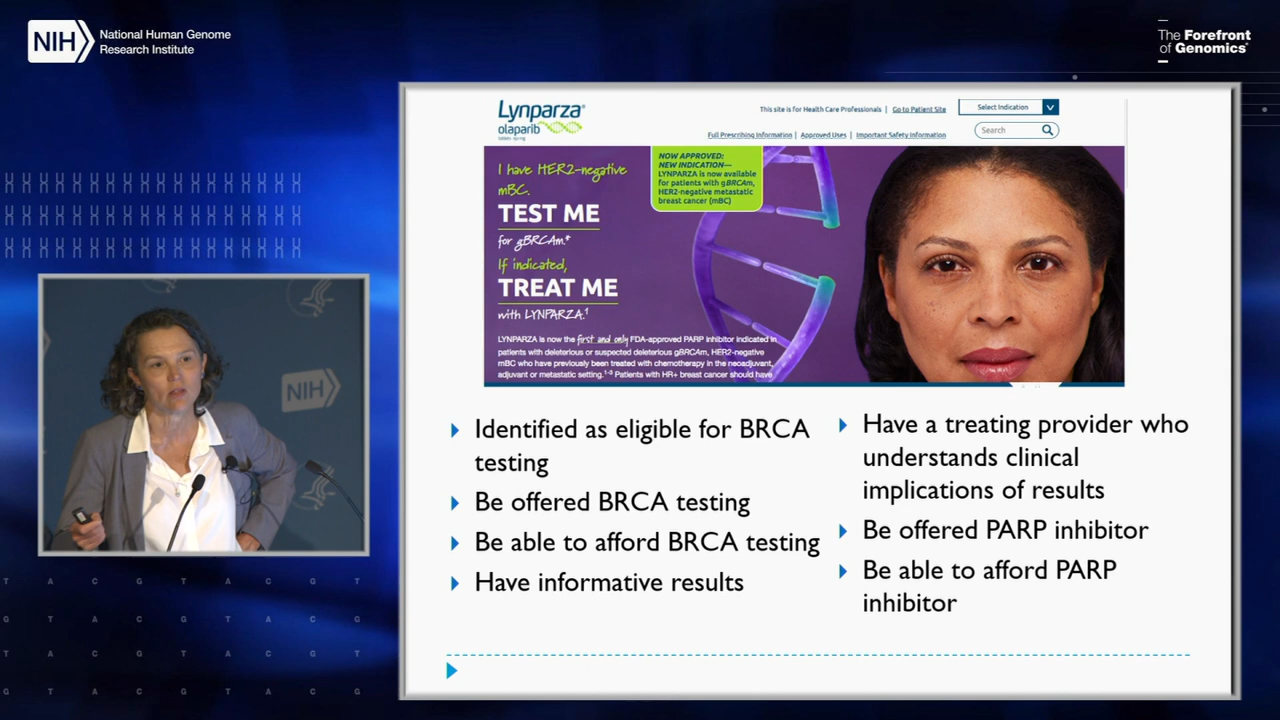 NIH
National Human Genome
Research Institute
The Forefront
of Genomics®
Lynparza®
olaparib
This site is for Health Care Professionals | Go to Patient Site
Select Indication
Full Prescribing Information | Approved Uses | Important Safety Information
Search
I have HER2-negative
mBC.
TEST ME
for gBRCAm.*
If indicated,
TREAT ME
with LYNPARZA.¹
NOW APPROVED:
NEW INDICATION—
LYNPARZA is now available
for patients with gBRCAm,
HER2-negative metastatic
breast cancer (mBC)
LYNPARZA is now the first and only FDA-approved PARP inhibitor indicated in
patients with deleterious or suspected deleterious gBRCAm, HER2-negative
mBC who have previously been treated with chemotherapy in the neoadjuvant,
adjuvant or metastatic setting.¹⁻³ Patients with HR+ breast cancer should have
NIH
Identified as eligible for BRCA
testing
Be offered BRCA testing
Be able to afford BRCA testing
Have informative results
Have a treating provider who
understands clinical
implications of results
Be offered PARP inhibitor
Be able to afford PARP
inhibitor
T A C G T A C G T
G T A C G T A C G
T A C G T A C G T
G T A C G T A C G